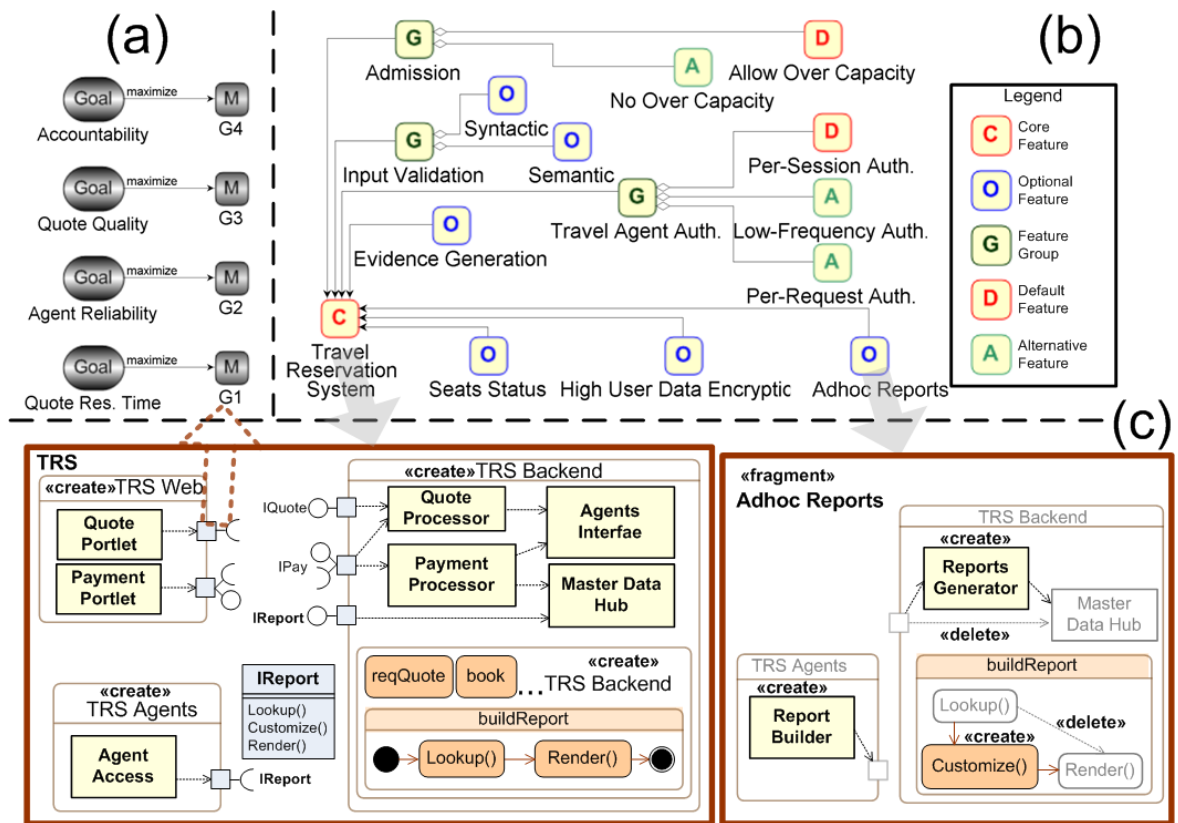 (a)
Goal
maximize
M
Accountability
G4
Goal
maximize
M
Quote Quality
G3
Goal
maximize
M
Agent Reliability
G2
Goal
maximize
M
Quote Res. Time
G1
(b)
G
Admission
D
Allow Over Capacity
A
No Over Capacity
O
Syntactic
G
Input Validation
O
Semantic
D
Per-Session Auth.
G
Travel Agent Auth.
A
Low-Frequency Auth.
A
Per-Request Auth.
O
Evidence Generation
C
Travel
Reservation
System
O
Seats Status
O
High User Data Encryptic
O
Adhoc Reports
Legend
C
Core
Feature
O
Optional
Feature
G
Feature
Group
D
Default
Feature
A
Alternative
Feature
(c)
TRS
«create»TRS Web
Quote
Portlet
Payment
Portlet
«create»TRS Backend
IQuote
IPay
IReport
Quote
Processor
Payment
Processor
Agents
Interfae
Master Data
Hub
«create»
TRS Agents
Agent
Access
IReport
IReport
Lookup()
Customize()
Render()
«create»
reqQuote
book
...TRS Backend
buildReport
Lookup()
Render()
«fragment»
Adhoc Reports
TRS Backend
«create»
Reports
Generator
Master
Data Hub
«delete»
TRS Agents
«create»
Report
Builder
buildReport
Lookup()
«delete»
«create»
Customize()
Render()